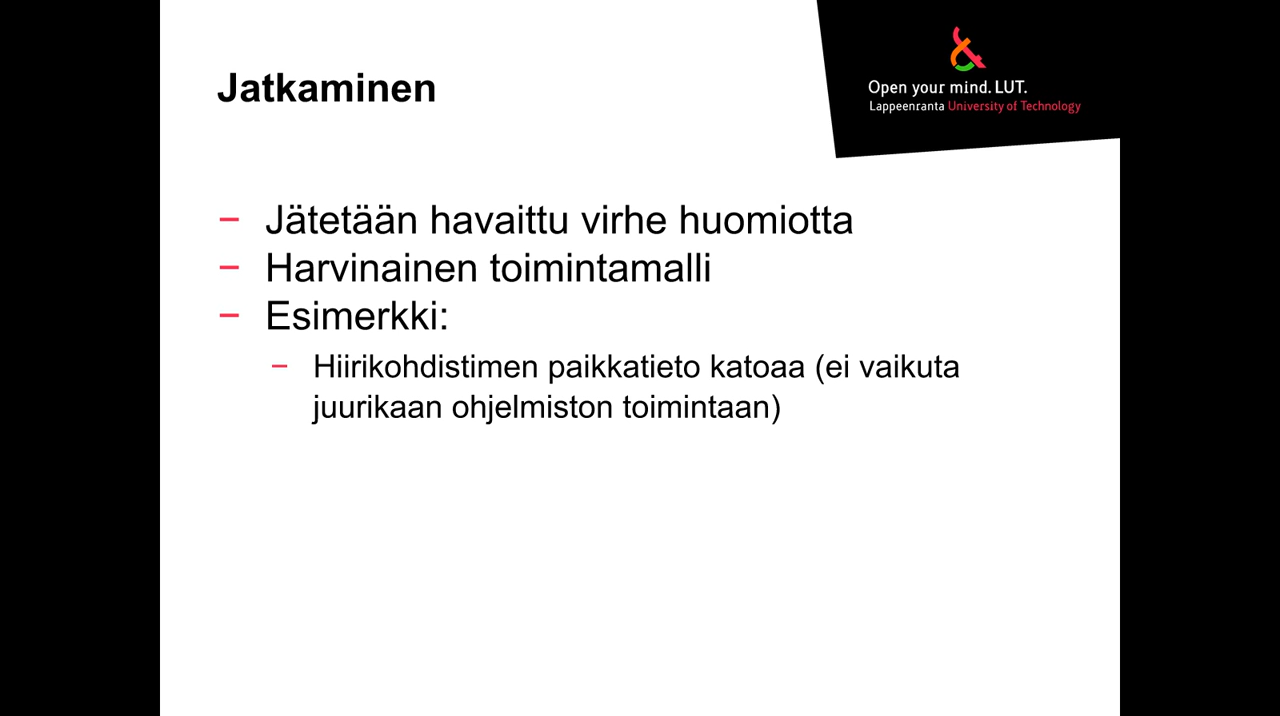 Jatkaminen
Open your mind. LUT.
Lappeenranta University of Technology
− Jätetään havaittu virhe huomiotta
− Harvinainen toimintamalli
− Esimerkki:
− Hiirikohdistimen paikkatieto katoaa (ei vaikuta
juurikaan ohjelmiston toimintaan)